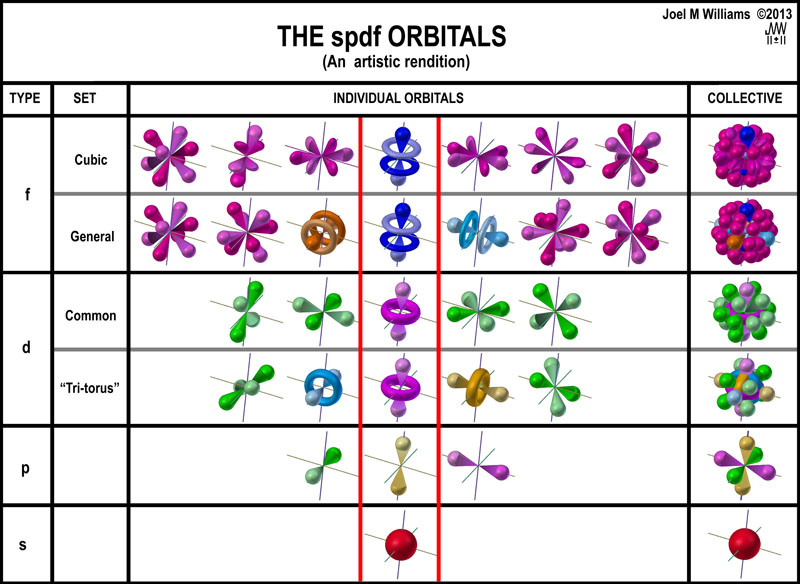 Joel M Williams ©2013
THE spdf ORBITALS
(An artistic rendition)
TYPE SET INDIVIDUAL ORBITALS COLLECTIVE
f
Cubic
General
d
Common
“Tri-torus”
p
s